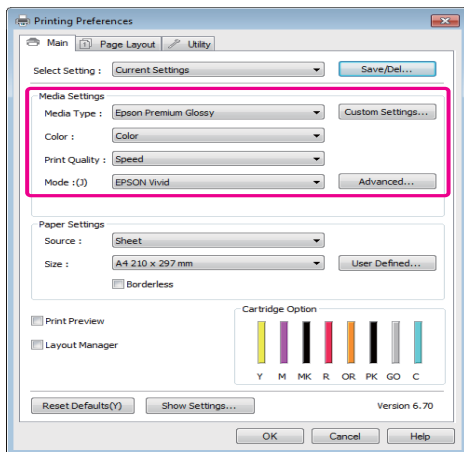 Printing Preferences
Main Page Layout Utility
Select Setting : Current Settings Save/Del...
Media Settings
Media Type : Epson Premium Glossy Custom Settings...
Color : Color
Print Quality : Speed
Mode :(J) EPSON Vivid Advanced...
Paper Settings
Source : Sheet
Size : A4 210 x 297 mm User Defined...
Borderless
Cartridge Option
Print Preview
Layout Manager
Y M MK R OR PK GO C
Reset Defaults(Y) Show Settings... Version 6.70
OK Cancel Help